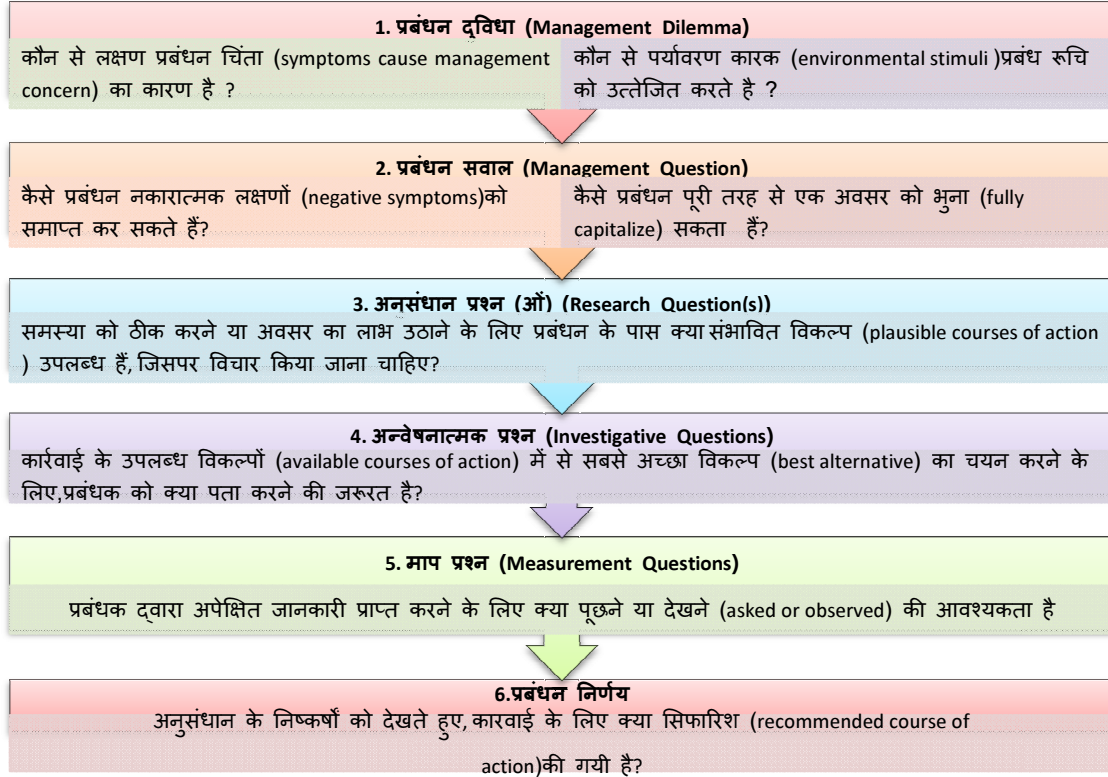 1. प्रबंधन दुविधा (Management Dilemma)
कौन से लक्षण प्रबंधन चिंता (symptoms cause management
concern) का कारण है ?
कौन से पर्यावरण कारक (environmental stimuli )प्रबंध रूचि
को उत्तेजित करते है ?
2. प्रबंधन सवाल (Management Question)
कैसे प्रबंधन नकारात्मक लक्षणों (negative symptoms)को
समाप्त कर सकते हैं?
कैसे प्रबंधन पूरी तरह से एक अवसर को भुना (fully
capitalize) सकता हैं?
3. अनुसंधान प्रश्न (ओं) (Research Question(s))
समस्या को ठीक करने या अवसर का लाभ उठाने के लिए प्रबंधन के पास क्या संभावित विकल्प (plausible courses of action
) उपलब्ध हैं,जिसपर विचार किया जाना चाहिए?
4. अन्वेषनात्मक प्रश्न (Investigative Questions)
कार्रवाई के उपलब्ध विकल्पों (available courses of action) में से सबसे अच्छा विकल्प (best alternative) का चयन करने के
लिए,प्रबंधक को क्या पता करने की जरूरत है?
5. माप प्रश्न (Measurement Questions)
प्रबंधक द्वारा अपेक्षित जानकारी प्राप्त करने के लिए क्या पूछने या देखने (asked or observed) की आवश्यकता है
6.प्रबंधन निर्णय
अनुसंधान के निष्कर्षों को देखते हुए,कारवाई के लिए क्या सिफारिश (recommended course of
action)की गयी है?